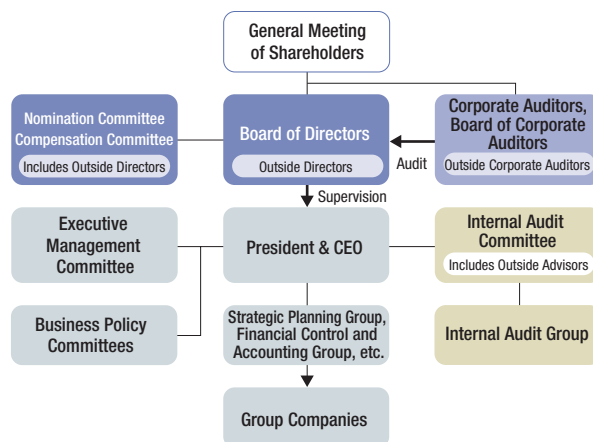 General Meeting
of Shareholders
Nomination Committee
Compensation Committee
Includes Outside Directors
Board of Directors
Outside Directors
Audit
Corporate Auditors,
Board of Corporate
Auditors
Outside Corporate Auditors
Supervision
Executive
Management
Committee
President & CEO
Internal Audit
Committee
Includes Outside Advisors
Business Policy
Committees
Strategic Planning Group,
Financial Control and
Accounting Group, etc.
Internal Audit Group
Group Companies